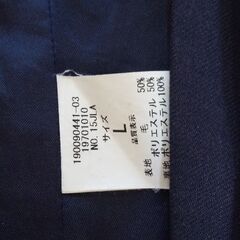 190090441-03
19701010
NO. 15JLA
サイズ
L
品質表示
毛 50%
表地 ポリエステル 50%
裏地 ポリエステル 100%